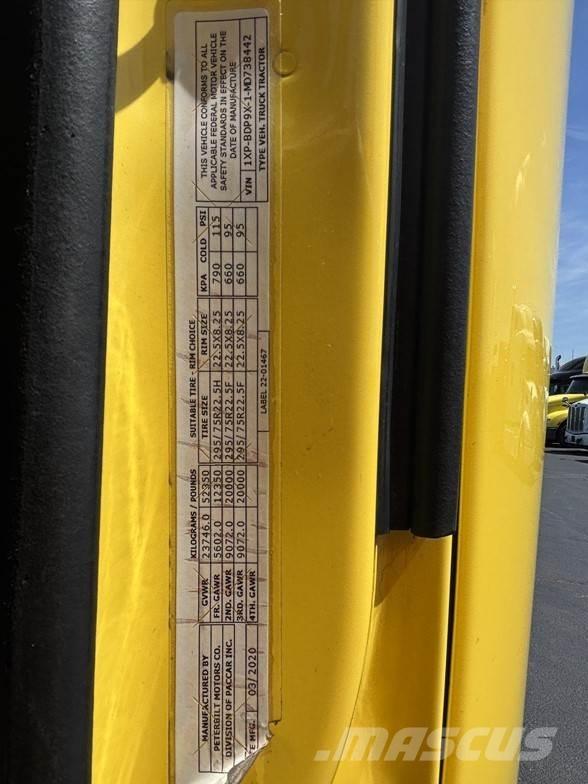 MANUFACTURED BY
PETERBILT MOTORS CO.
DIVISION OF PACCAR INC.
TE MFG. 03/2020
KILOGRAMS / POUNDS
GVWR 23746.0 52350
FR. GAWR 5602.0 12350
2ND. GAWR 9072.0 20000
3RD. GAWR 9072.0 20000
4TH. GAWR
SUITABLE TIRE - RIM CHOICE
TIRE SIZE RIM SIZE KPA COLD PSI
295/75R22.5H 22.5X8.25 790 115
295/75R22.5F 22.5X8.25 660 95
295/75R22.5F 22.5X8.25 660 95
LABEL 22-01467
THIS VEHICLE CONFORMS TO ALL
APPLICABLE FEDERAL MOTOR VEHICLE
SAFETY STANDARDS IN EFFECT ON THE
DATE OF MANUFACTURE
VIN 1XP-BDP9X-1-MD738442
TYPE VEH. TRUCK TRACTOR
MASCUS